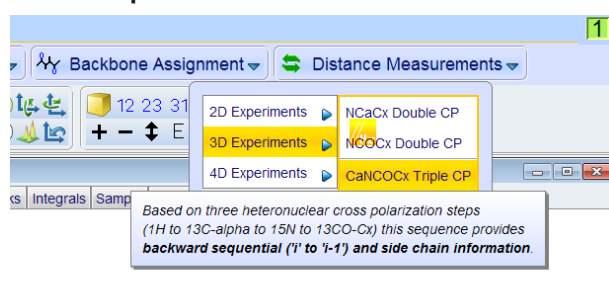 1
Backbone Assignment Distance Measurements
12 23 31
E
2D Experiments NCaCx Double CP
3D Experiments NCOCx Double CP
4D Experiments CaNCOCx Triple CP
ks Integrals Samp
Based on three heteronuclear cross polarization steps
(1H to 13C-alpha to 15N to 13CO-Cx) this sequence provides
backward sequential ('i' to 'i-1') and side chain information.